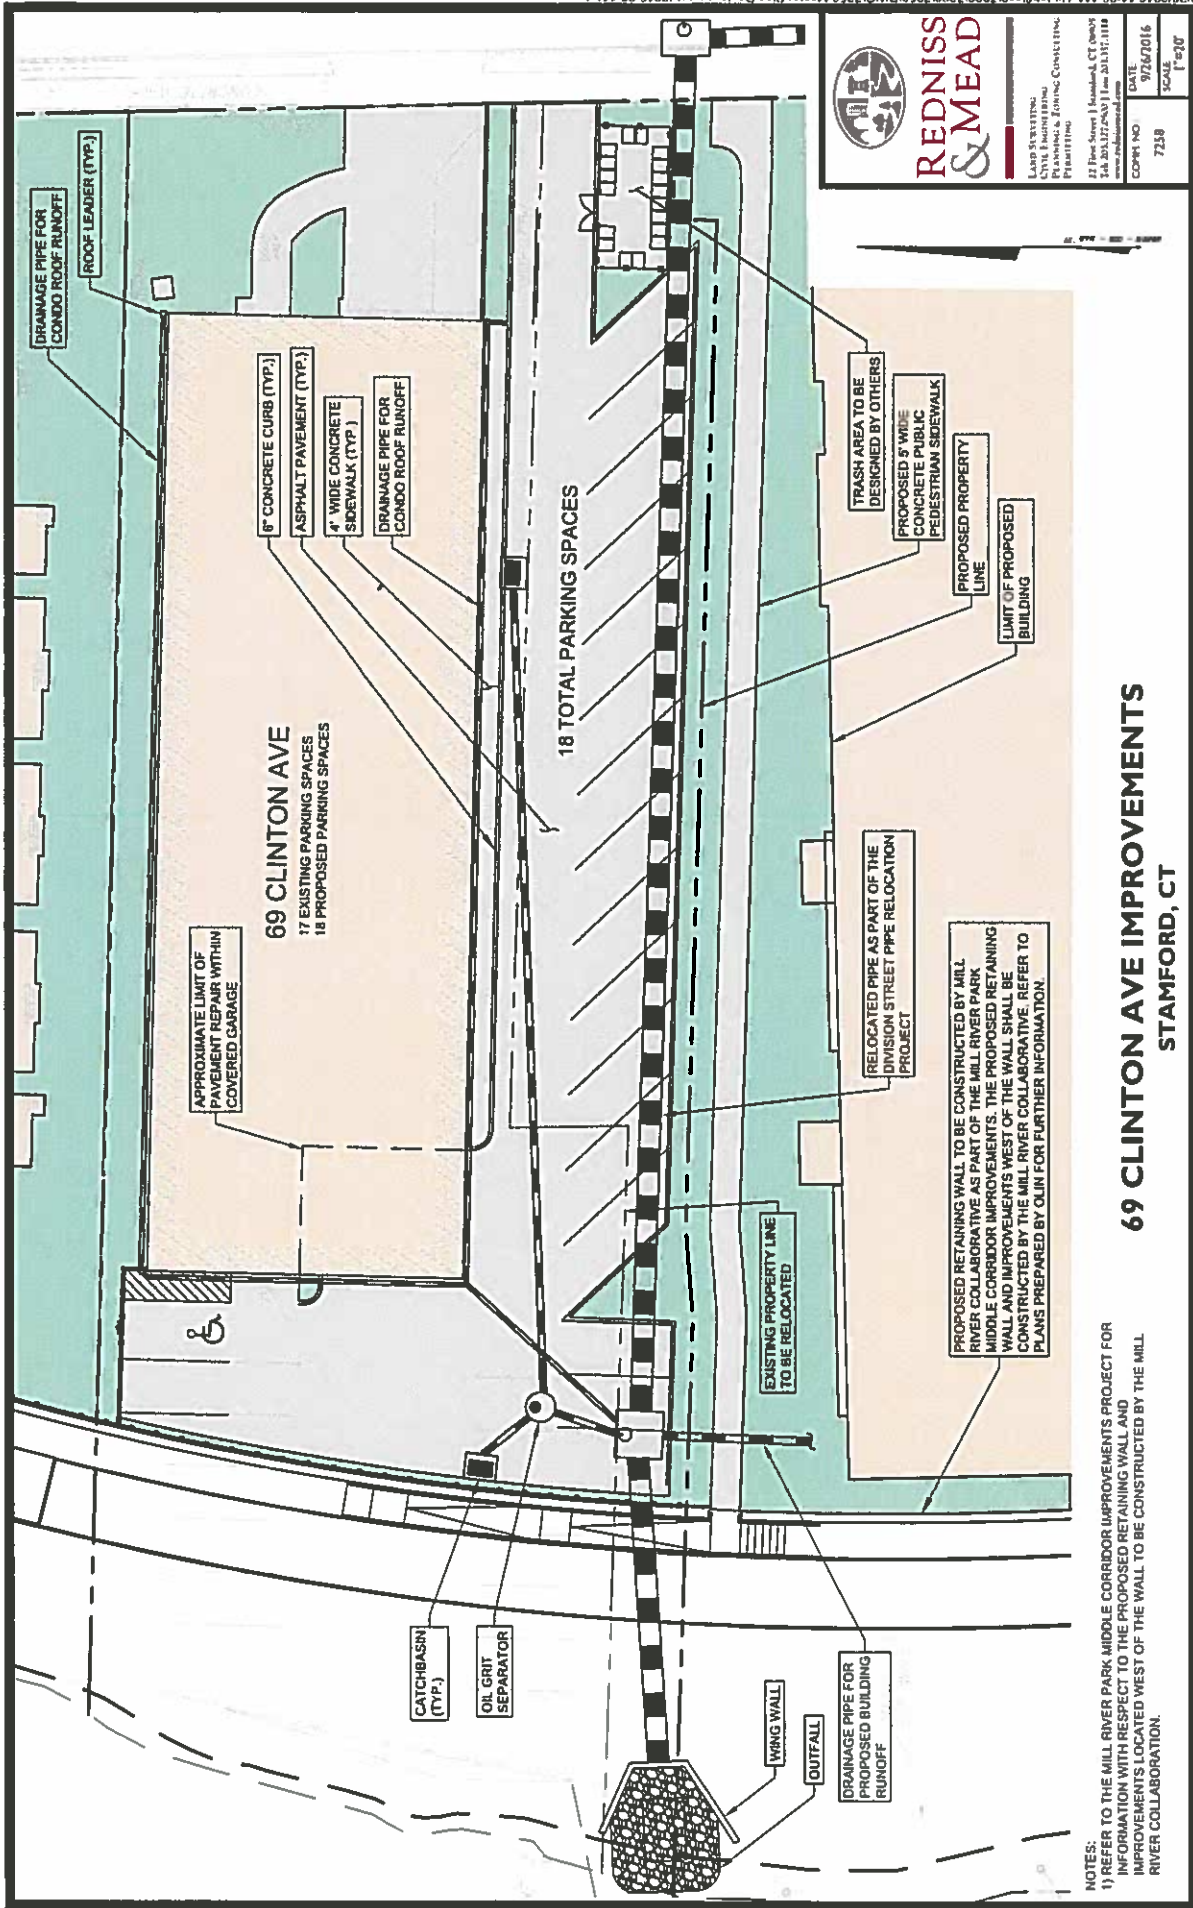 DRAINAGE PIPE FOR
CONDO ROOF RUNOFF
ROOF LEADER (TYP.)
6" CONCRETE CURB (TYP.)
ASPHALT PAVEMENT (TYP.)
4' WIDE CONCRETE
SIDEWALK (TYP.)
DRAINAGE PIPE FOR
CONDO ROOF RUNOFF
APPROXIMATE LIMIT OF
PAVEMENT REPAIR WITHIN
COVERED GARAGE
69 CLINTON AVE
17 EXISTING PARKING SPACES
18 PROPOSED PARKING SPACES
18 TOTAL PARKING SPACES
CATCHBASIN
(TYP.)
OIL GRIT
SEPARATOR
WING WALL
OUTFALL
DRAINAGE PIPE FOR
PROPOSED BUILDING
RUNOFF
EXISTING PROPERTY LINE
TO BE RELOCATED
RELOCATED PIPE AS PART OF THE
DIVISION STREET PIPE RELOCATION
PROJECT
TRASH AREA TO BE
DESIGNED BY OTHERS
PROPOSED 5' WIDE
CONCRETE PUBLIC
PEDESTRIAN SIDEWALK
PROPOSED PROPERTY
LINE
LIMIT OF PROPOSED
BUILDING
PROPOSED RETAINING WALL TO BE CONSTRUCTED BY MILL
RIVER COLLABORATIVE AS PART OF THE MILL RIVER PARK
MIDDLE CORRIDOR IMPROVEMENTS. THE PROPOSED RETAINING
WALL AND IMPROVEMENTS WEST OF THE WALL SHALL BE
CONSTRUCTED BY THE MILL RIVER COLLABORATIVE. REFER TO
PLANS PREPARED BY OLIN FOR FURTHER INFORMATION.
NOTES:
1) REFER TO THE MILL RIVER PARK MIDDLE CORRIDOR IMPROVEMENTS PROJECT FOR
INFORMATION WITH RESPECT TO THE PROPOSED RETAINING WALL AND
IMPROVEMENTS LOCATED WEST OF THE WALL TO BE CONSTRUCTED BY THE MILL
RIVER COLLABORATION.
69 CLINTON AVE IMPROVEMENTS
STAMFORD, CT
REDNISS
& MEAD
LAND SURVEYING
CIVIL ENGINEERING
PLANNING & ZONING CONSULTING
PERMITTING
22 First Street | Stamford, CT
www.rednissmead.com
COMM. NO.
7258
DATE
9/26/2016
SCALE
1"=20'